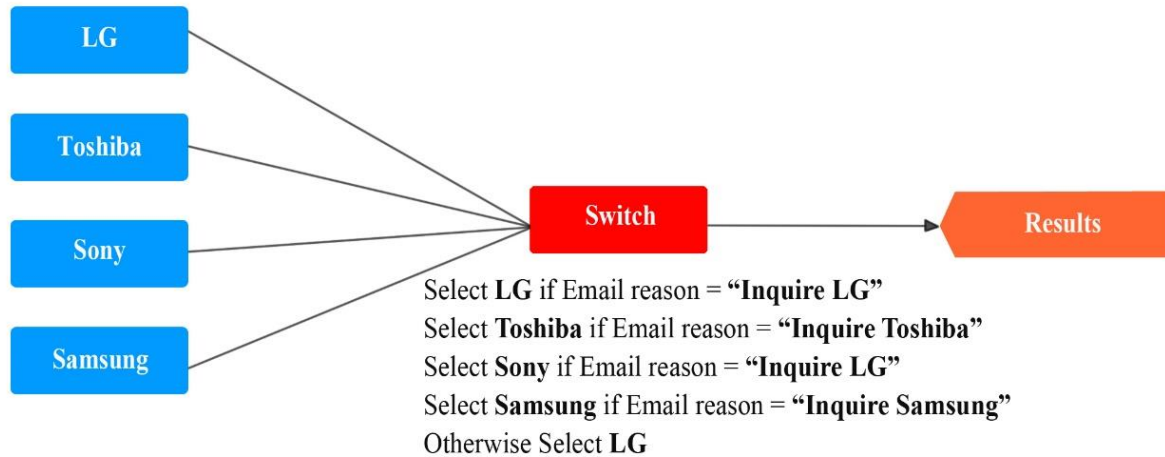 LG
Toshiba
Sony
Samsung
Switch
Results
Select LG if Email reason = “Inquire LG”
Select Toshiba if Email reason = “Inquire Toshiba”
Select Sony if Email reason = “Inquire LG”
Select Samsung if Email reason = “Inquire Samsung”
Otherwise Select LG